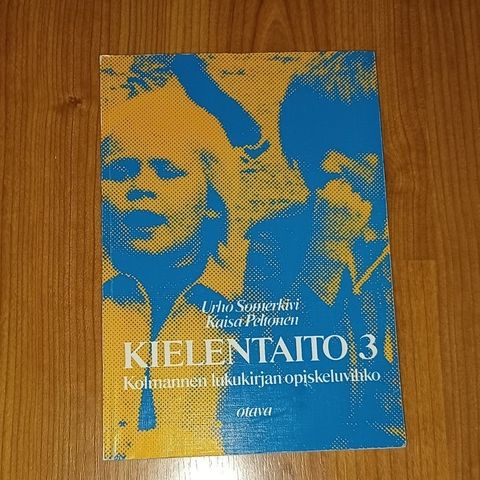 Urho Somerkivi
Kaisa Peltonen
KIELENTAITO 3
Kolmannen lukukirjan opiskeluvihko
otava